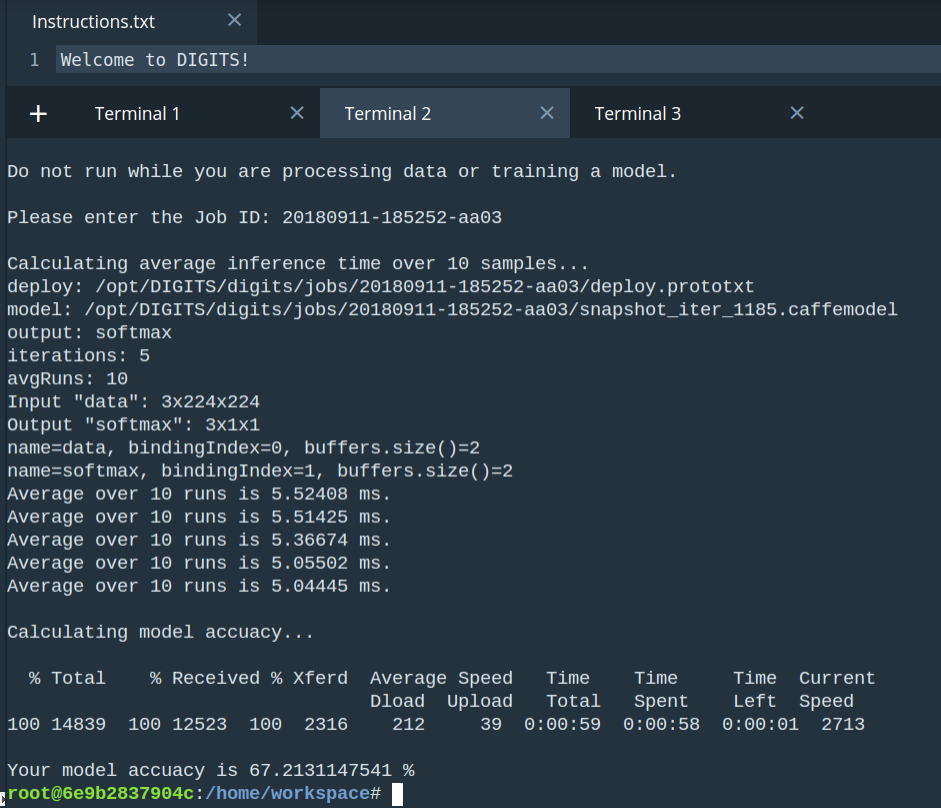 Instructions.txt ×
1 Welcome to DIGITS!
+ Terminal 1 × Terminal 2 × Terminal 3 ×
Do not run while you are processing data or training a model.
Please enter the Job ID: 20180911-185252-aa03
Calculating average inference time over 10 samples...
deploy: /opt/DIGITS/digits/jobs/20180911-185252-aa03/deploy.prototxt
model: /opt/DIGITS/digits/jobs/20180911-185252-aa03/snapshot_iter_1185.caffemodel
output: softmax
iterations: 5
avgRuns: 10
Input "data": 3x224x224
Output "softmax": 3x1x1
name=data, bindingIndex=0, buffers.size()=2
name=softmax, bindingIndex=1, buffers.size()=2
Average over 10 runs is 5.52408 ms.
Average over 10 runs is 5.51425 ms.
Average over 10 runs is 5.36674 ms.
Average over 10 runs is 5.05502 ms.
Average over 10 runs is 5.04445 ms.
Calculating model accuacy...
% Total % Received % Xferd Average Speed Time Time Time Current
Dload Upload Total Spent Left Speed
100 14839 100 12523 100 2316 212 39 0:00:59 0:00:58 0:00:01 2713
Your model accuacy is 67.2131147541 %
root@6e9b2837904c:/home/workspace#